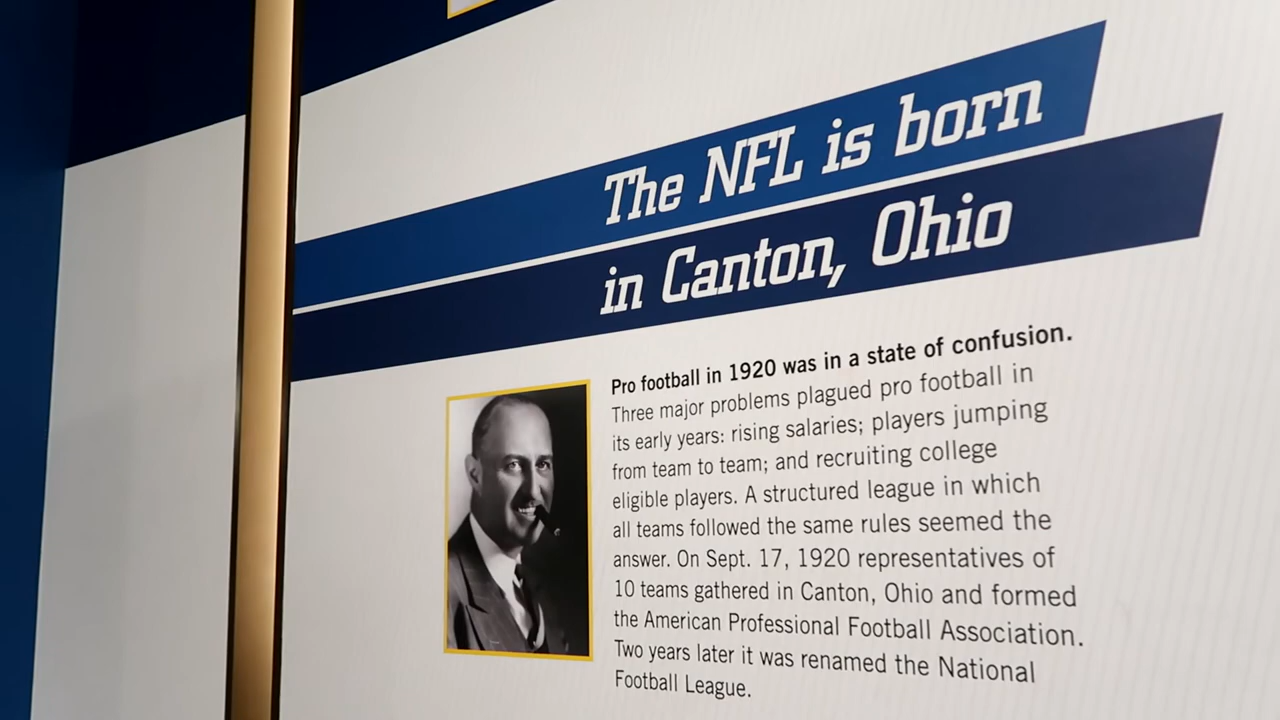 The NFL is born
in Canton, Ohio
Pro football in 1920 was in a state of confusion.
Three major problems plagued pro football in
its early years: rising salaries; players jumping
from team to team; and recruiting college
eligible players. A structured league in which
all teams followed the same rules seemed the
answer. On Sept. 17, 1920 representatives of
10 teams gathered in Canton, Ohio and formed
the American Professional Football Association.
Two years later it was renamed the National
Football League.